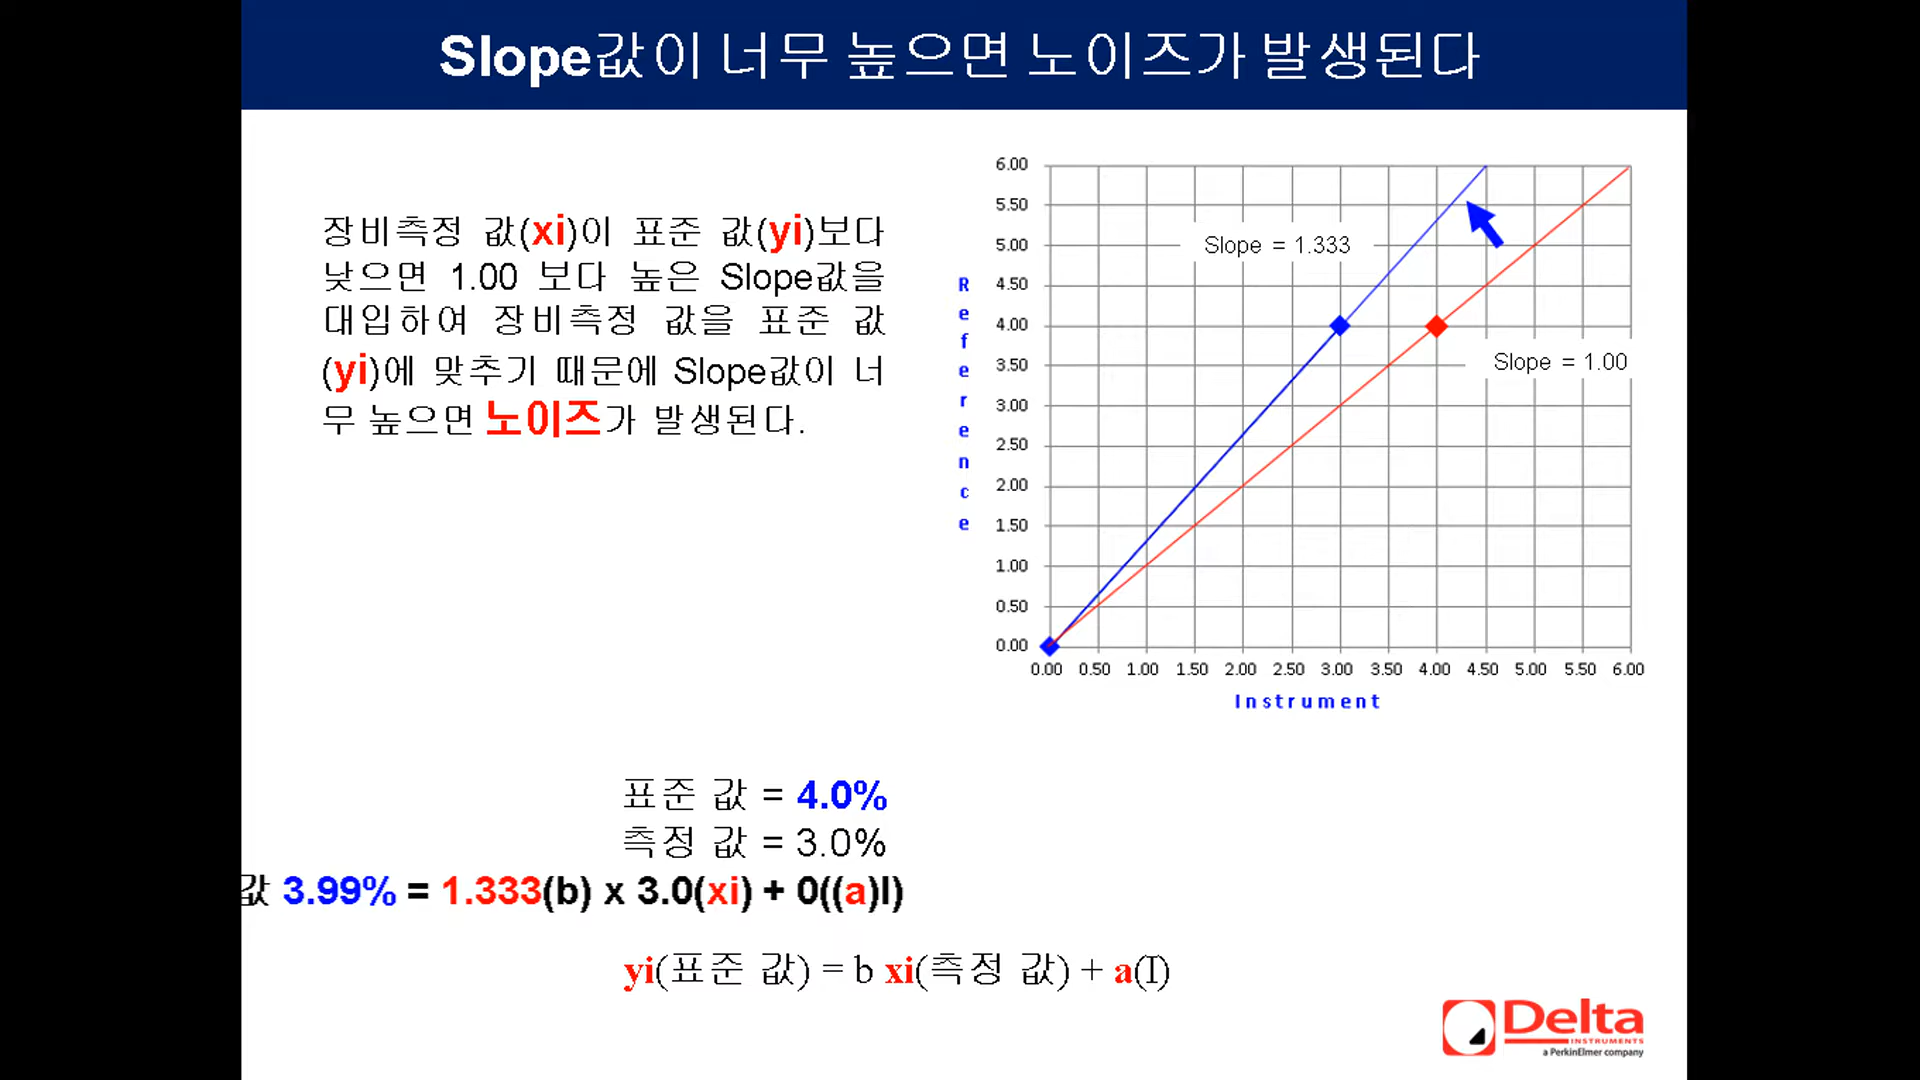 Slope값이 너무 높으면 노이즈가 발생된다
장비측정 값(xi)이 표준 값(yi)보다
낮으면 1.00 보다 높은 Slope값을
대입하여 장비측정 값을 표준 값
(yi)에 맞추기 때문에 Slope값이 너
무 높으면 노이즈가 발생된다.
Reference
6.00
5.50
5.00
4.50
4.00
3.50
3.00
2.50
2.00
1.50
1.00
0.50
0.00
Slope = 1.333
Slope = 1.00
0.00 0.50 1.00 1.50 2.00 2.50 3.00 3.50 4.00 4.50 5.00 5.50 6.00
Instrument
표준 값 = 4.0%
측정 값 = 3.0%
값 3.99% = 1.333(b) x 3.0(xi) + 0((a)I)
yi(표준 값) = b xi(측정 값) + a(I)
Delta
INSTRUMENTS
a PerkinElmer company